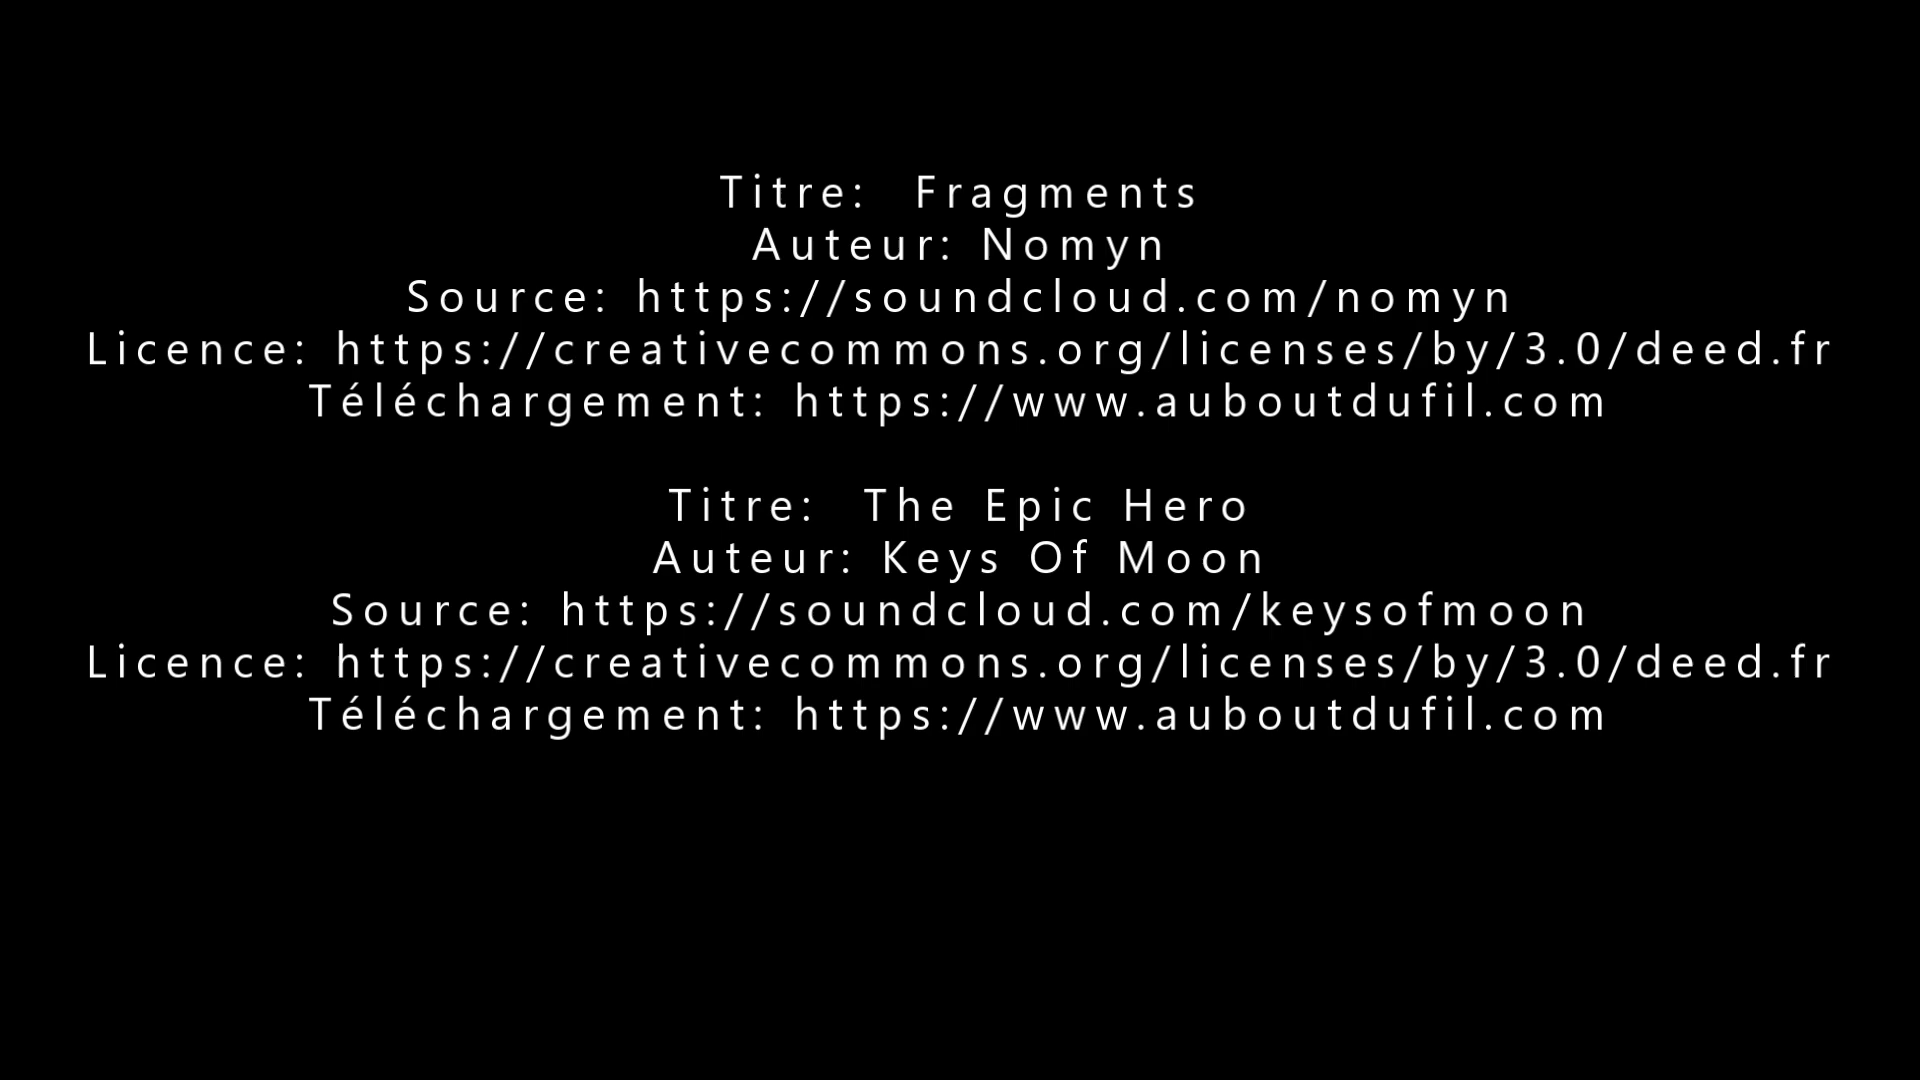 Titre:  Fragments
Auteur: Nomyn
Source: https://soundcloud.com/nomyn
Licence: https://creativecommons.org/licenses/by/3.0/deed.fr
Téléchargement: https://www.auboutdufil.com

Titre:  The Epic Hero
Auteur: Keys Of Moon
Source: https://soundcloud.com/keysofmoon
Licence: https://creativecommons.org/licenses/by/3.0/deed.fr
Téléchargement: https://www.auboutdufil.com